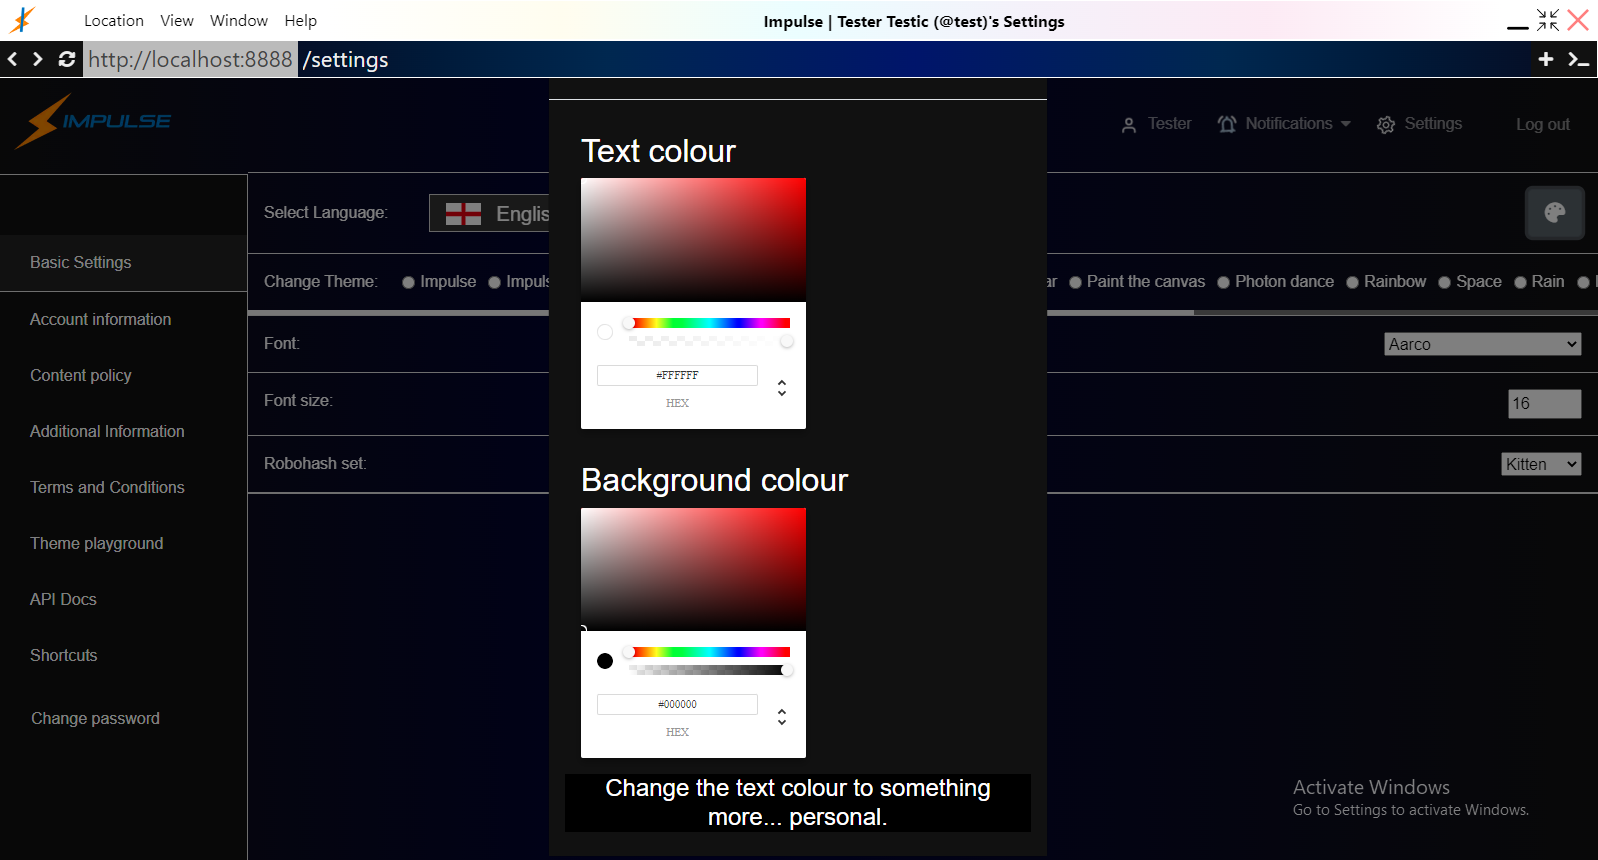 Location View Window Help
Impulse | Tester Testic (@test)'s Settings
http://localhost:8888 /settings
IMPULSE
Tester Notifications Settings Log out
Text colour
Select Language:
Englis
Basic Settings
Change Theme: Impulse Impuls
ar Paint the canvas Photon dance Rainbow Space Rain
Account information
Font:
Aarco
Content policy
#FFFFFF
HEX
Font size:
16
Additional Information
Robohash set:
Kitten
Background colour
Terms and Conditions
Theme playground
API Docs
Shortcuts
#000000
HEX
Change password
Change the text colour to something
more... personal.
Activate Windows
Go to Settings to activate Windows.